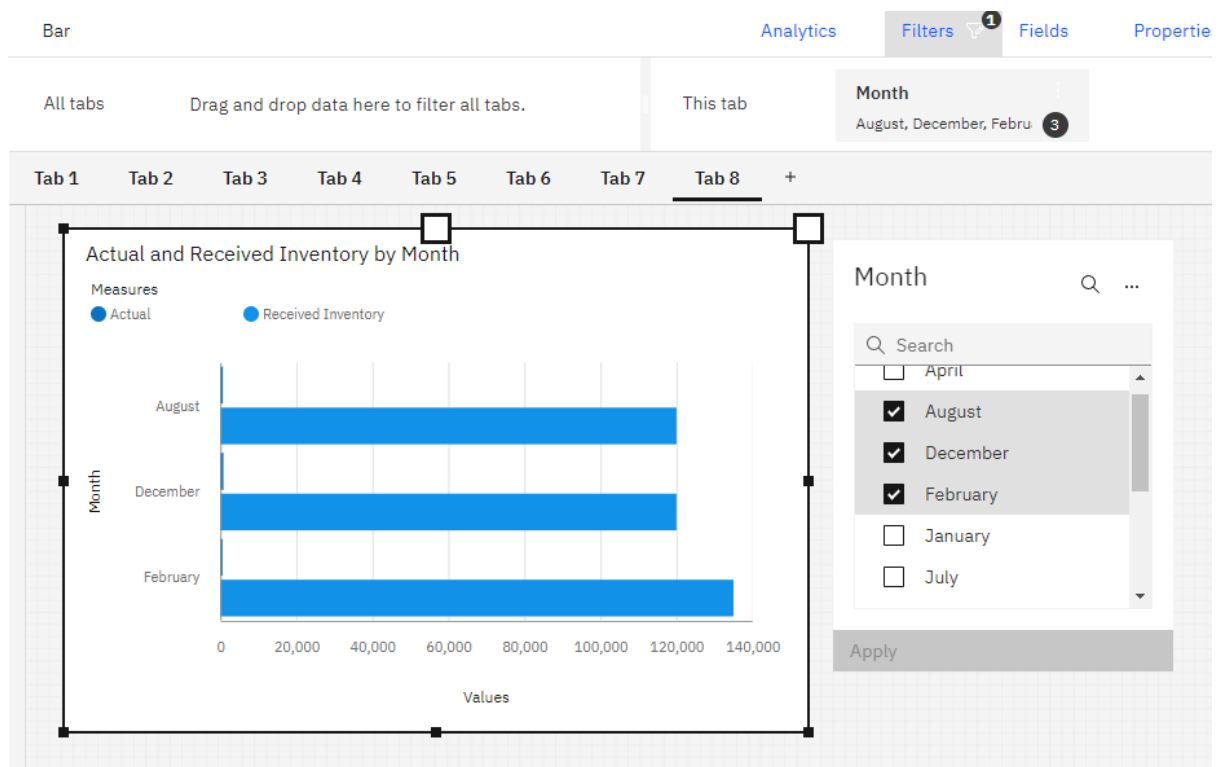 Bar Analytics Filters 1 Fields Propertie
All tabs Drag and drop data here to filter all tabs. This tab Month
August, December, Febru 3
Tab 1 Tab 2 Tab 3 Tab 4 Tab 5 Tab 6 Tab 7 Tab 8 +
Actual and Received Inventory by Month
Measures
Actual Received Inventory
August
December
February
Month
0 20,000 40,000 60,000 80,000 100,000 120,000 140,000
Values
Month ...
Search
April
August
December
February
January
July
Apply